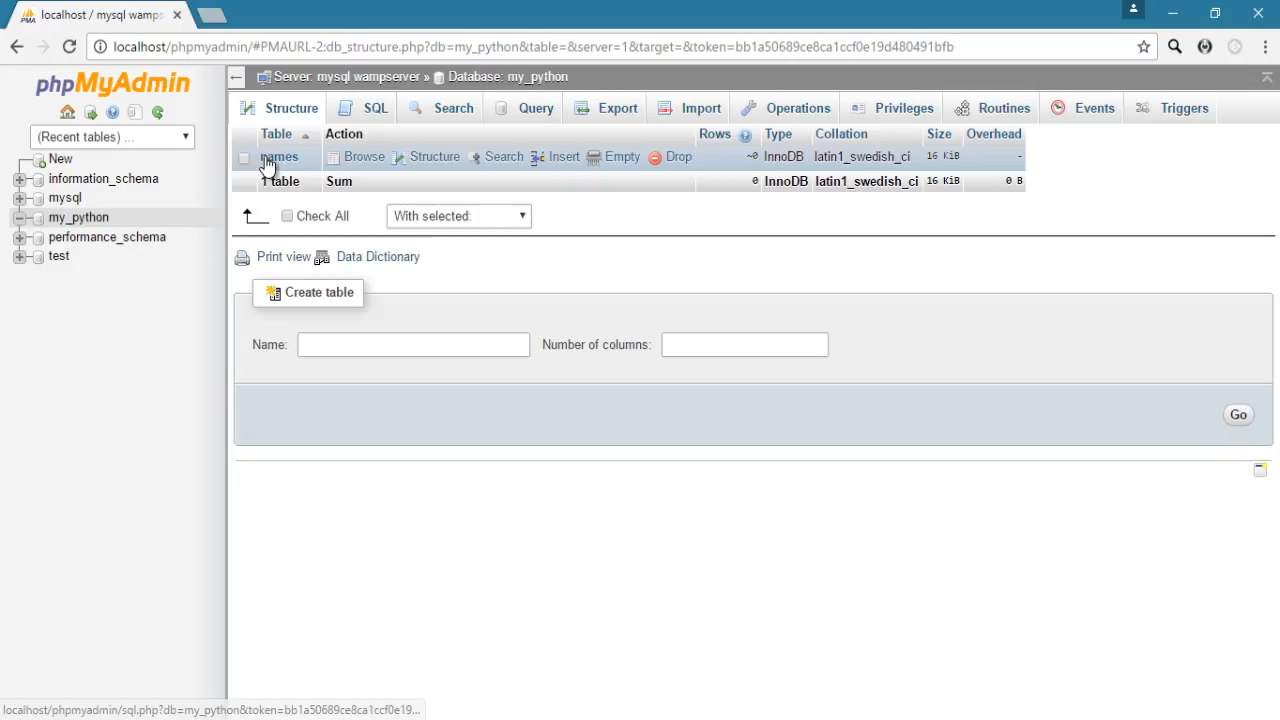 localhost / mysql wamps
localhost/phpmyadmin/#PMAURL-2:db_structure.php?db=my_python&table=&server=1&target=&token=bb1a50689ce8ca1ccf0e19d480491bfb
phpMyAdmin
(Recent tables) ...
New
information_schema
mysql
my_python
performance_schema
test
Server: mysql wampserver » Database: my_python
Structure SQL Search Query Export Import Operations Privileges Routines Events Triggers
Table Action Rows Type Collation Size Overhead
names Browse Structure Search Insert Empty Drop ~0 InnoDB latin1_swedish_ci 16 KiB -
1 table Sum 0 InnoDB latin1_swedish_ci 16 KiB 0 B
Check All With selected:
Print view Data Dictionary
Create table
Name: Number of columns:
Go
localhost/phpmyadmin/sql.php?db=my_python&token=bb1a50689ce8ca1ccf0e19...